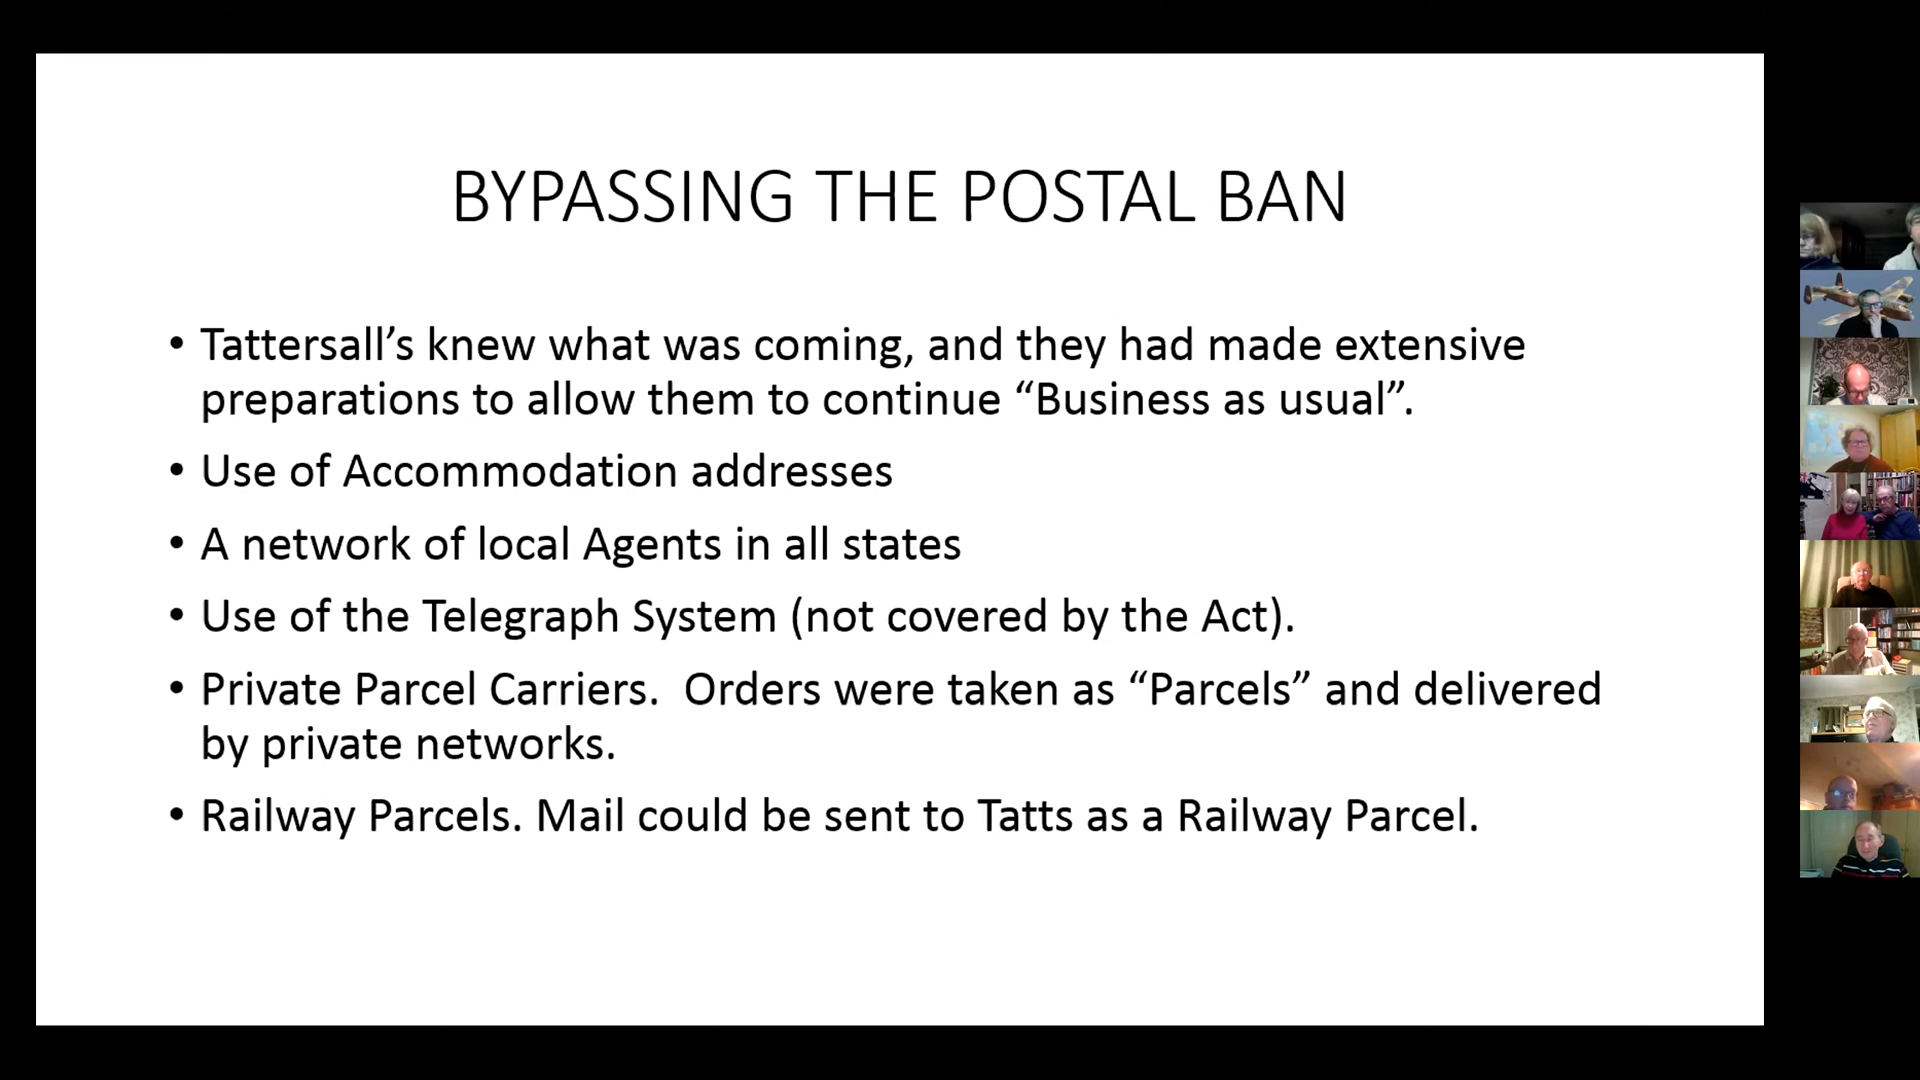 BYPASSING THE POSTAL BAN
• Tattersall’s knew what was coming, and they had made extensive
preparations to allow them to continue “Business as usual”.
• Use of Accommodation addresses
• A network of local Agents in all states
• Use of the Telegraph System (not covered by the Act).
• Private Parcel Carriers.  Orders were taken as “Parcels” and delivered
by private networks.
• Railway Parcels. Mail could be sent to Tatts as a Railway Parcel.